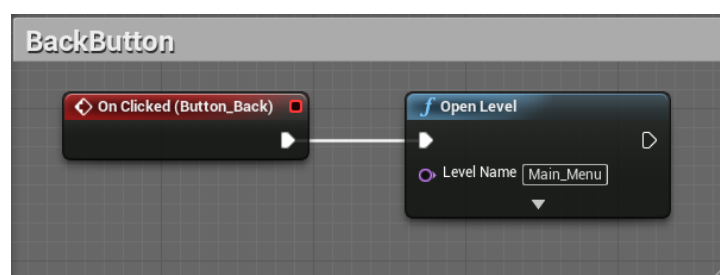 BackButton
On Clicked (Button_Back)
f Open Level
Level Name Main_Menu